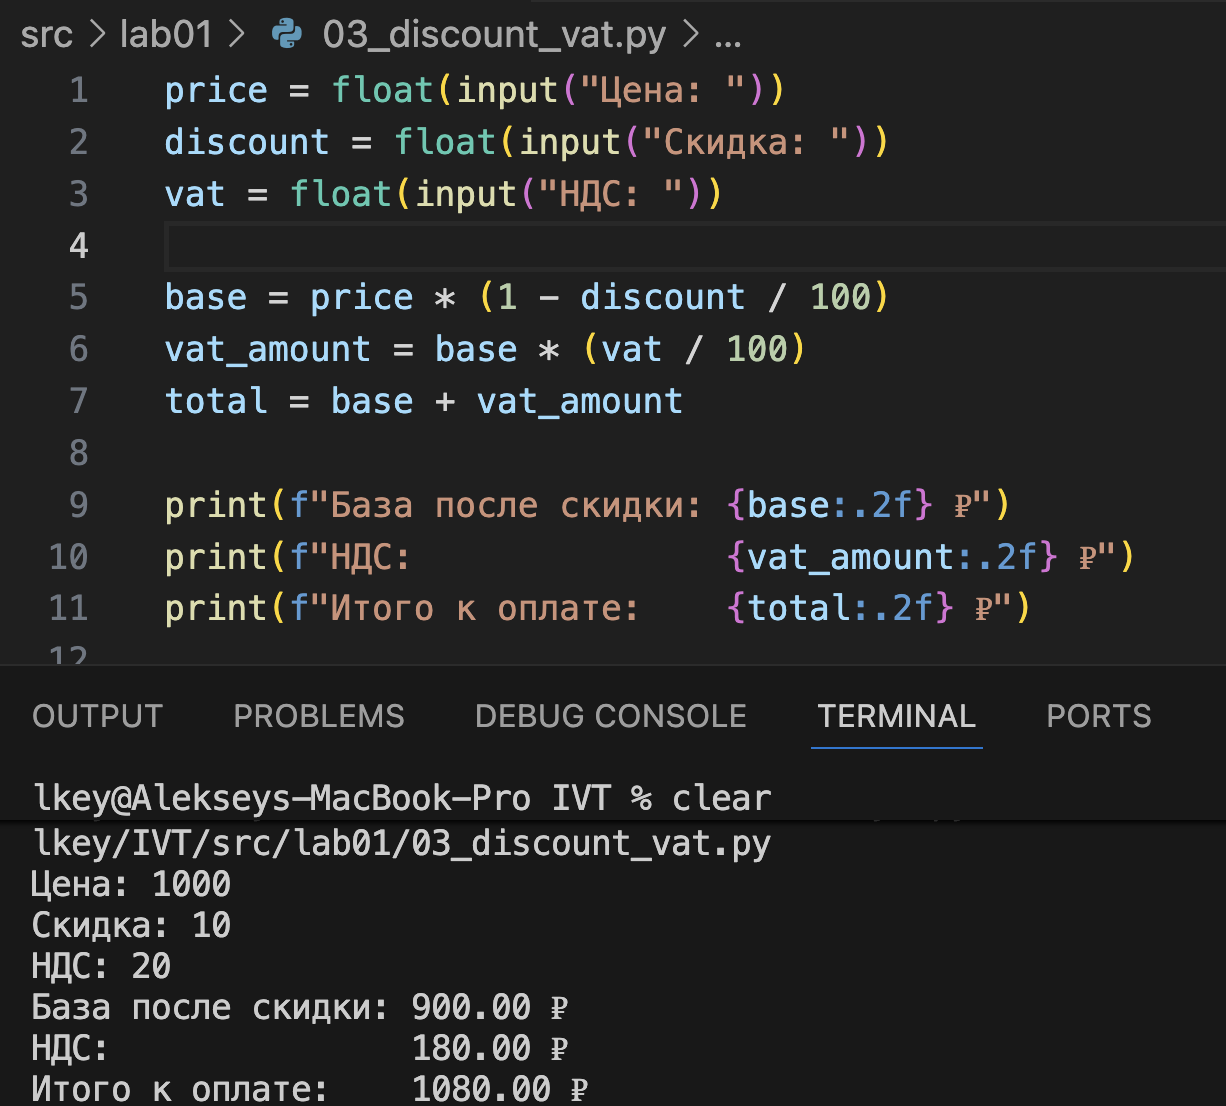 src > lab01 > 03_discount_vat.py > ...
1 price = float(input("Цена: "))
2 discount = float(input("Скидка: "))
3 vat = float(input("НДС: "))
4
5 base = price * (1 - discount / 100)
6 vat_amount = base * (vat / 100)
7 total = base + vat_amount
8
9 print(f"База после скидки: {base:.2f} ₽")
10 print(f"НДС:               {vat_amount:.2f} ₽")
11 print(f"Итого к оплате:    {total:.2f} ₽")
12
OUTPUT PROBLEMS DEBUG CONSOLE TERMINAL PORTS
lkey@Alekseys-MacBook-Pro IVT % clear
lkey/IVT/src/lab01/03_discount_vat.py
Цена: 1000
Скидка: 10
НДС: 20
База после скидки: 900.00 ₽
НДС:               180.00 ₽
Итого к оплате:    1080.00 ₽